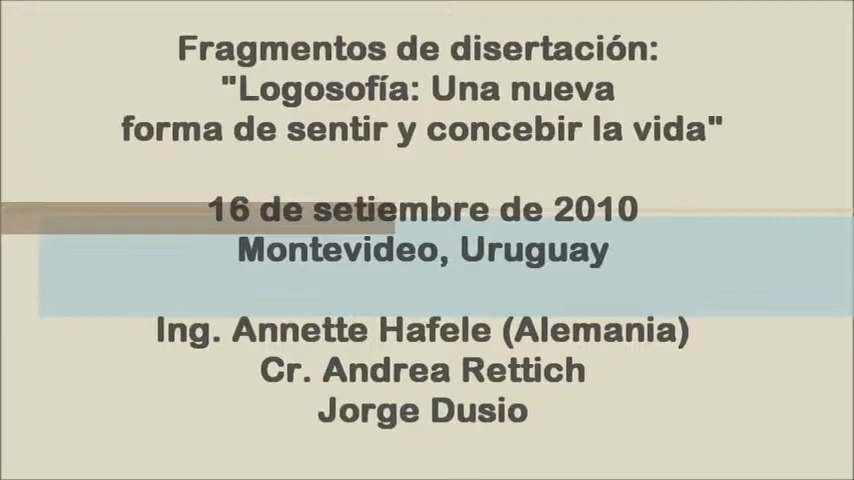 Fragmentos de disertación:
"Logosofía: Una nueva
forma de sentir y concebir la vida"
16 de setiembre de 2010
Montevideo, Uruguay
Ing. Annette Hafele (Alemania)
Cr. Andrea Rettich
Jorge Dusio